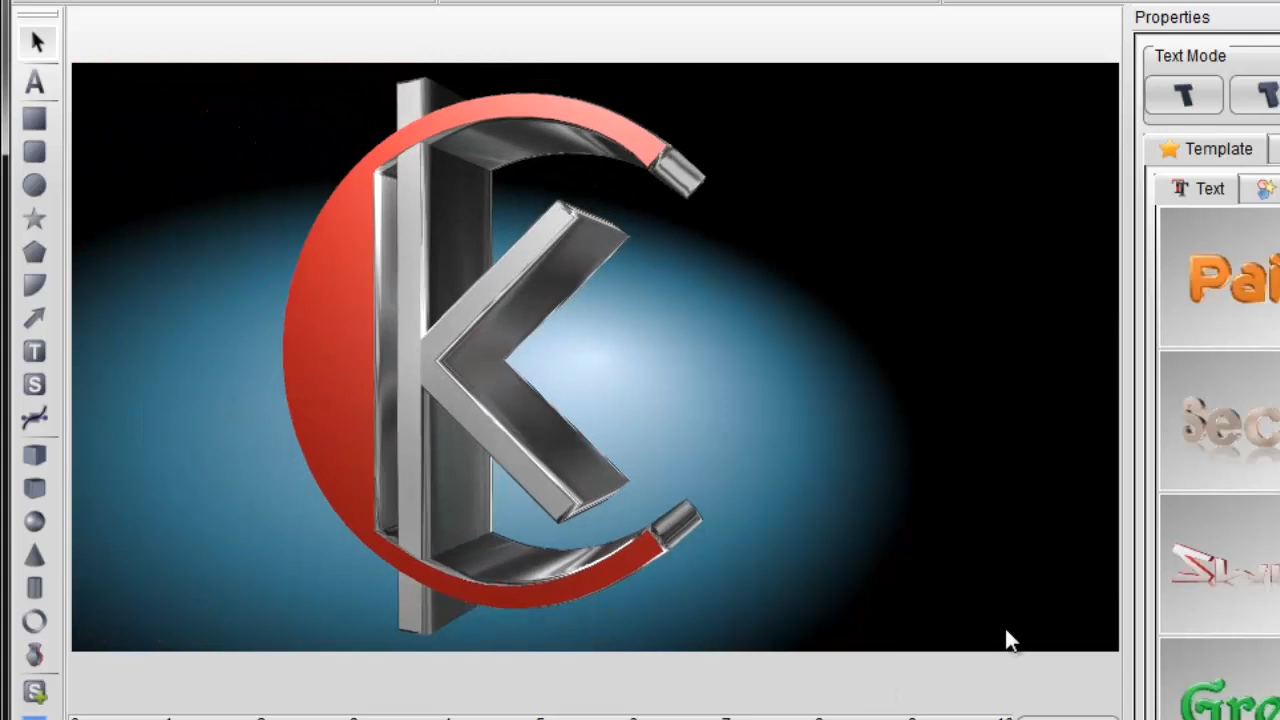 Properties
Text Mode
Template
Text
Pai
Sec
Gre
K